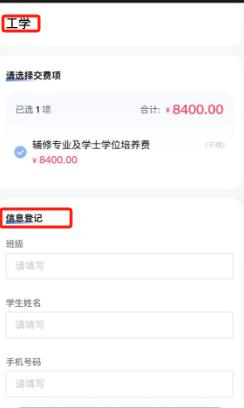 工学
请选择交费项
已选 1 项 合计: ¥ 8400.00
辅修专业及学士学位培养费 (不限)
¥ 8400.00
信息登记
班级
请填写
学生姓名
请填写
手机号码
请填写